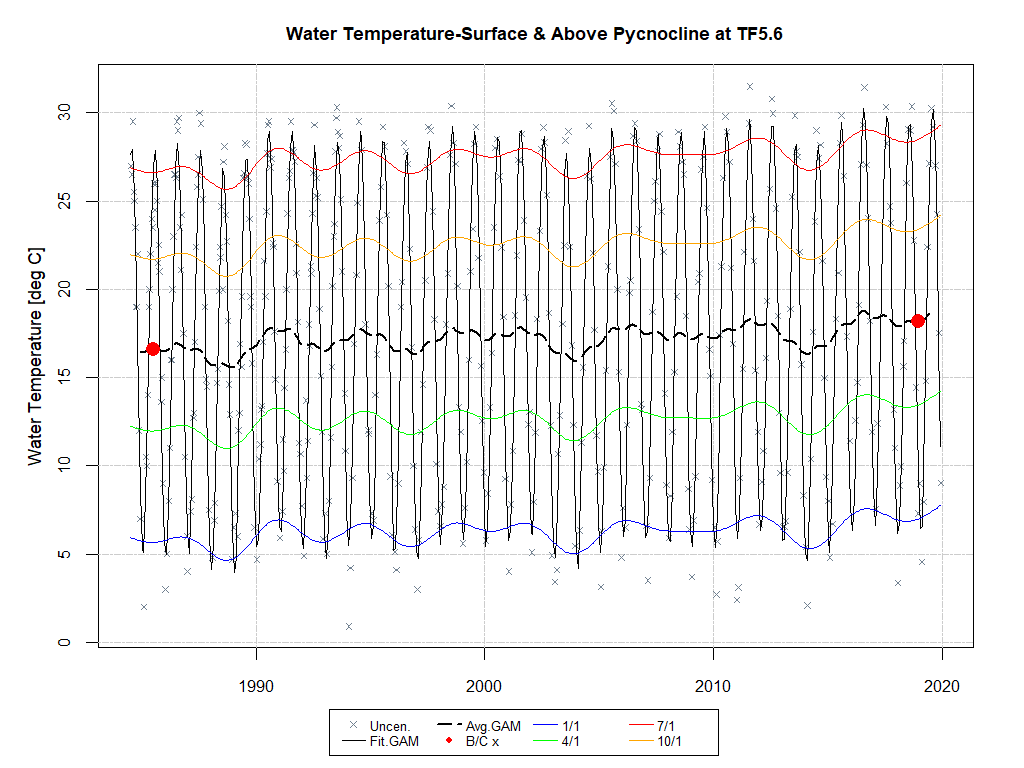 Water Temperature-Surface & Above Pycnocline at TF5.6
Water Temperature [deg C]
30
25
20
15
10
5
0
1990 2000 2010 2020
Uncen. Avg.GAM 1/1 7/1
Fit.GAM B/C x 4/1 10/1